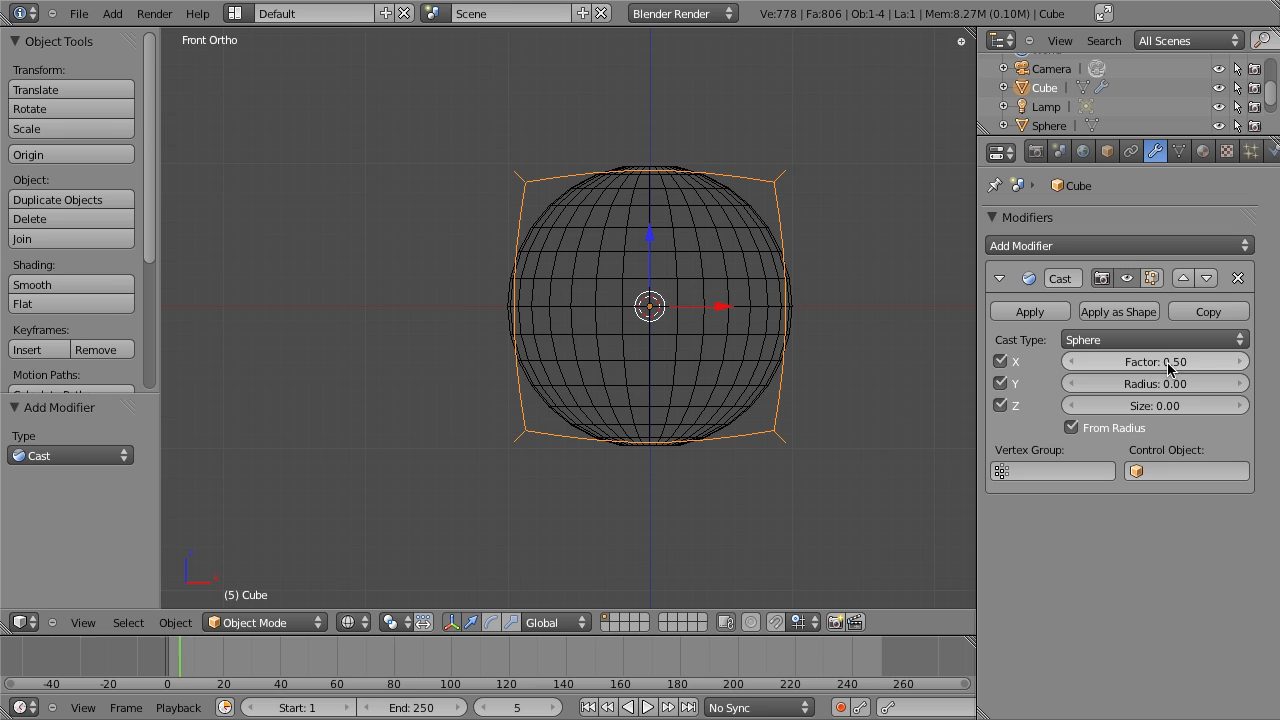 File Add Render Help Default Scene Blender Render Ve:778 | Fa:806 | Ob:1-4 | La:1 | Mem:8.27M (0.10M) | Cube
Object Tools
Transform:
Translate
Rotate
Scale
Origin
Object:
Duplicate Objects
Delete
Join
Shading:
Smooth
Flat
Keyframes:
Insert Remove
Motion Paths:
Add Modifier
Type
Cast
Front Ortho
(5) Cube
View Select Object Object Mode Global
-40 -20 0 20 40 60 80 100 120 140 160 180 200 220 240 260
View Frame Playback Start: 1 End: 250 5 No Sync
View Search All Scenes
Camera
Cube
Lamp
Sphere
Cube
Modifiers
Add Modifier
Cast
Apply Apply as Shape Copy
Cast Type: Sphere
X Factor: 0.50
Y Radius: 0.00
Z Size: 0.00
From Radius
Vertex Group: Control Object: